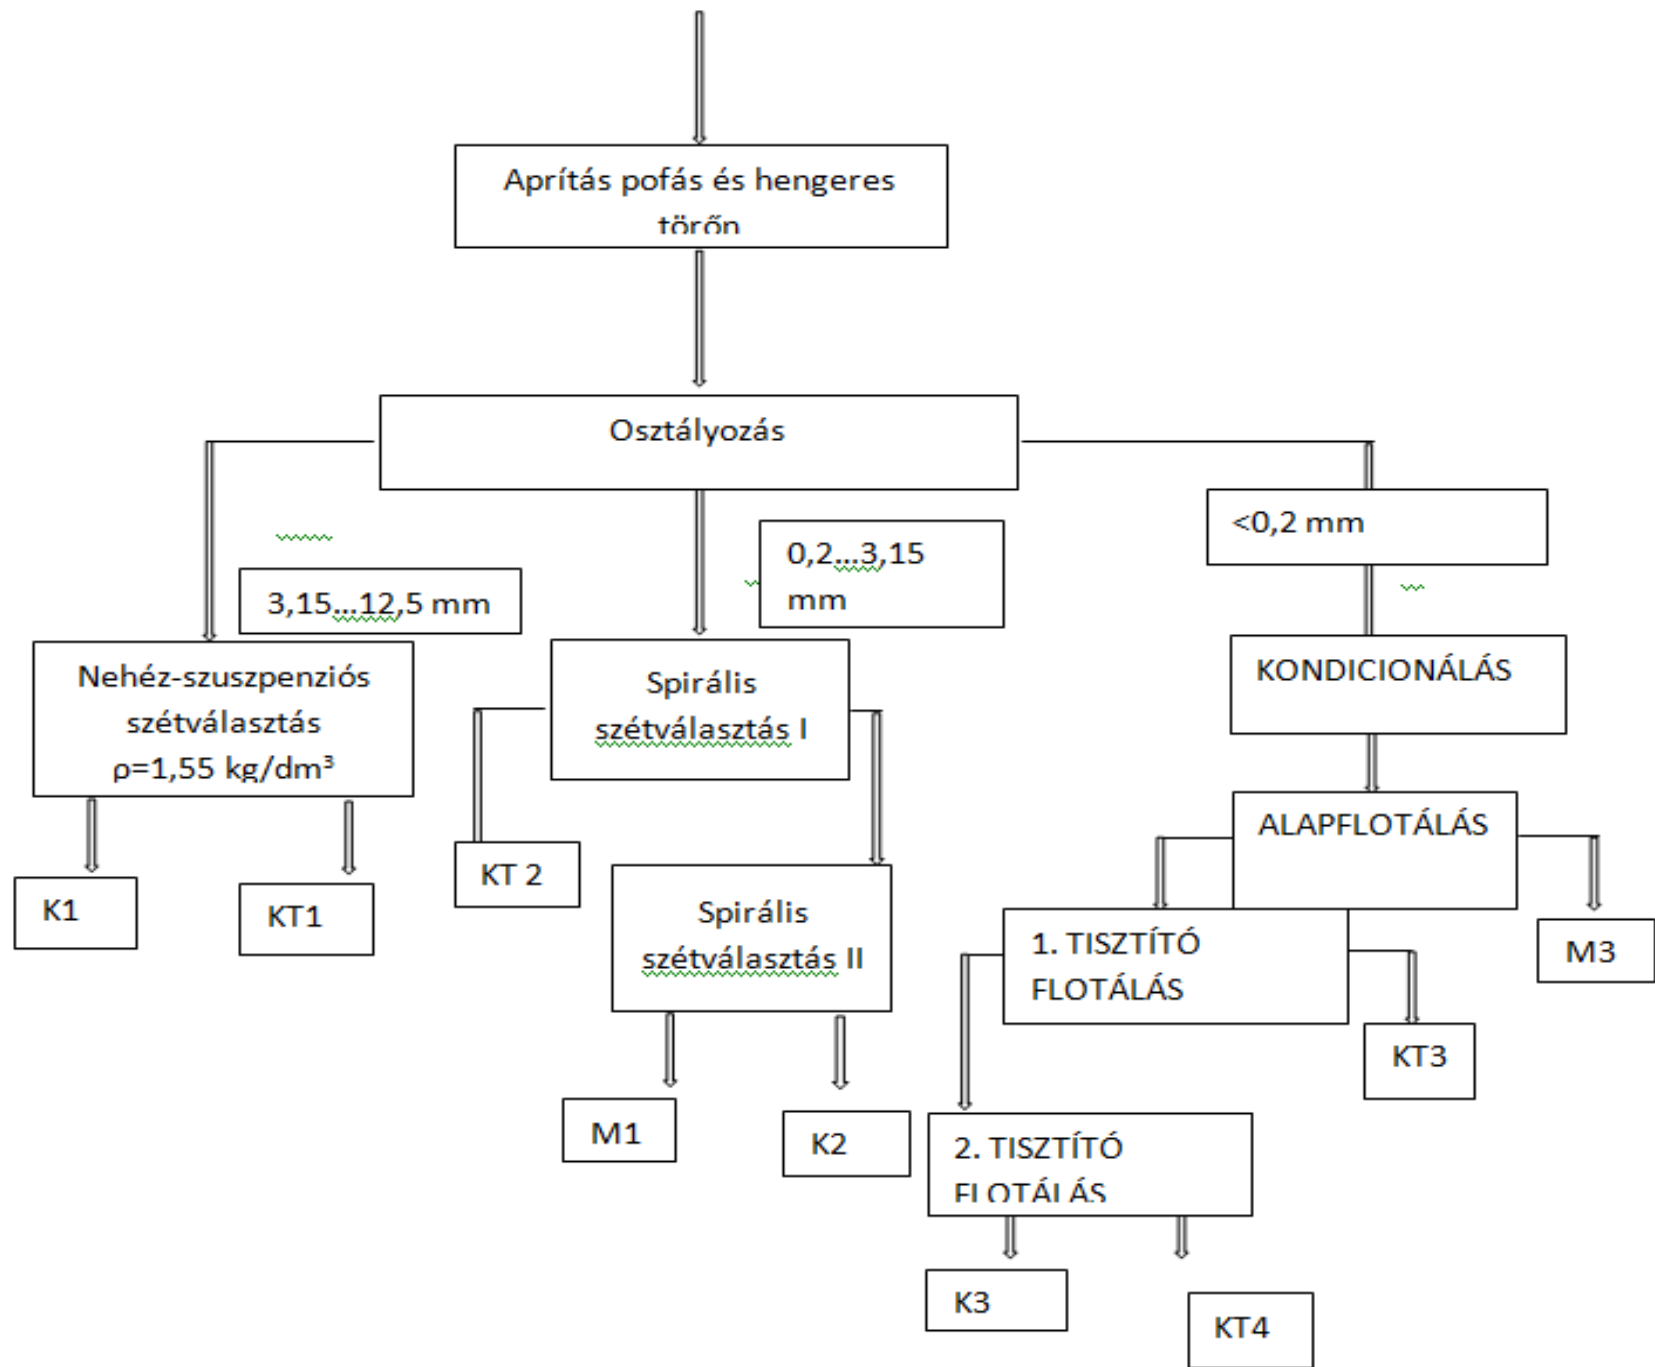 Aprítás pofás és hengeres
törőn
Osztályozás
<0,2 mm
0,2...3,15
mm
3,15...12,5 mm
Nehéz-szuszpenziós
szétválasztás
ρ=1,55 kg/dm³
Spirális
szétválasztás I
KONDICIONÁLÁS
ALAPFLOTÁLÁS
KT 2
K1
KT1
Spirális
szétválasztás II
1. TISZTÍTÓ
FLOTÁLÁS
M3
KT3
M1
K2
2. TISZTÍTÓ
FLOTÁLÁS
K3
KT4